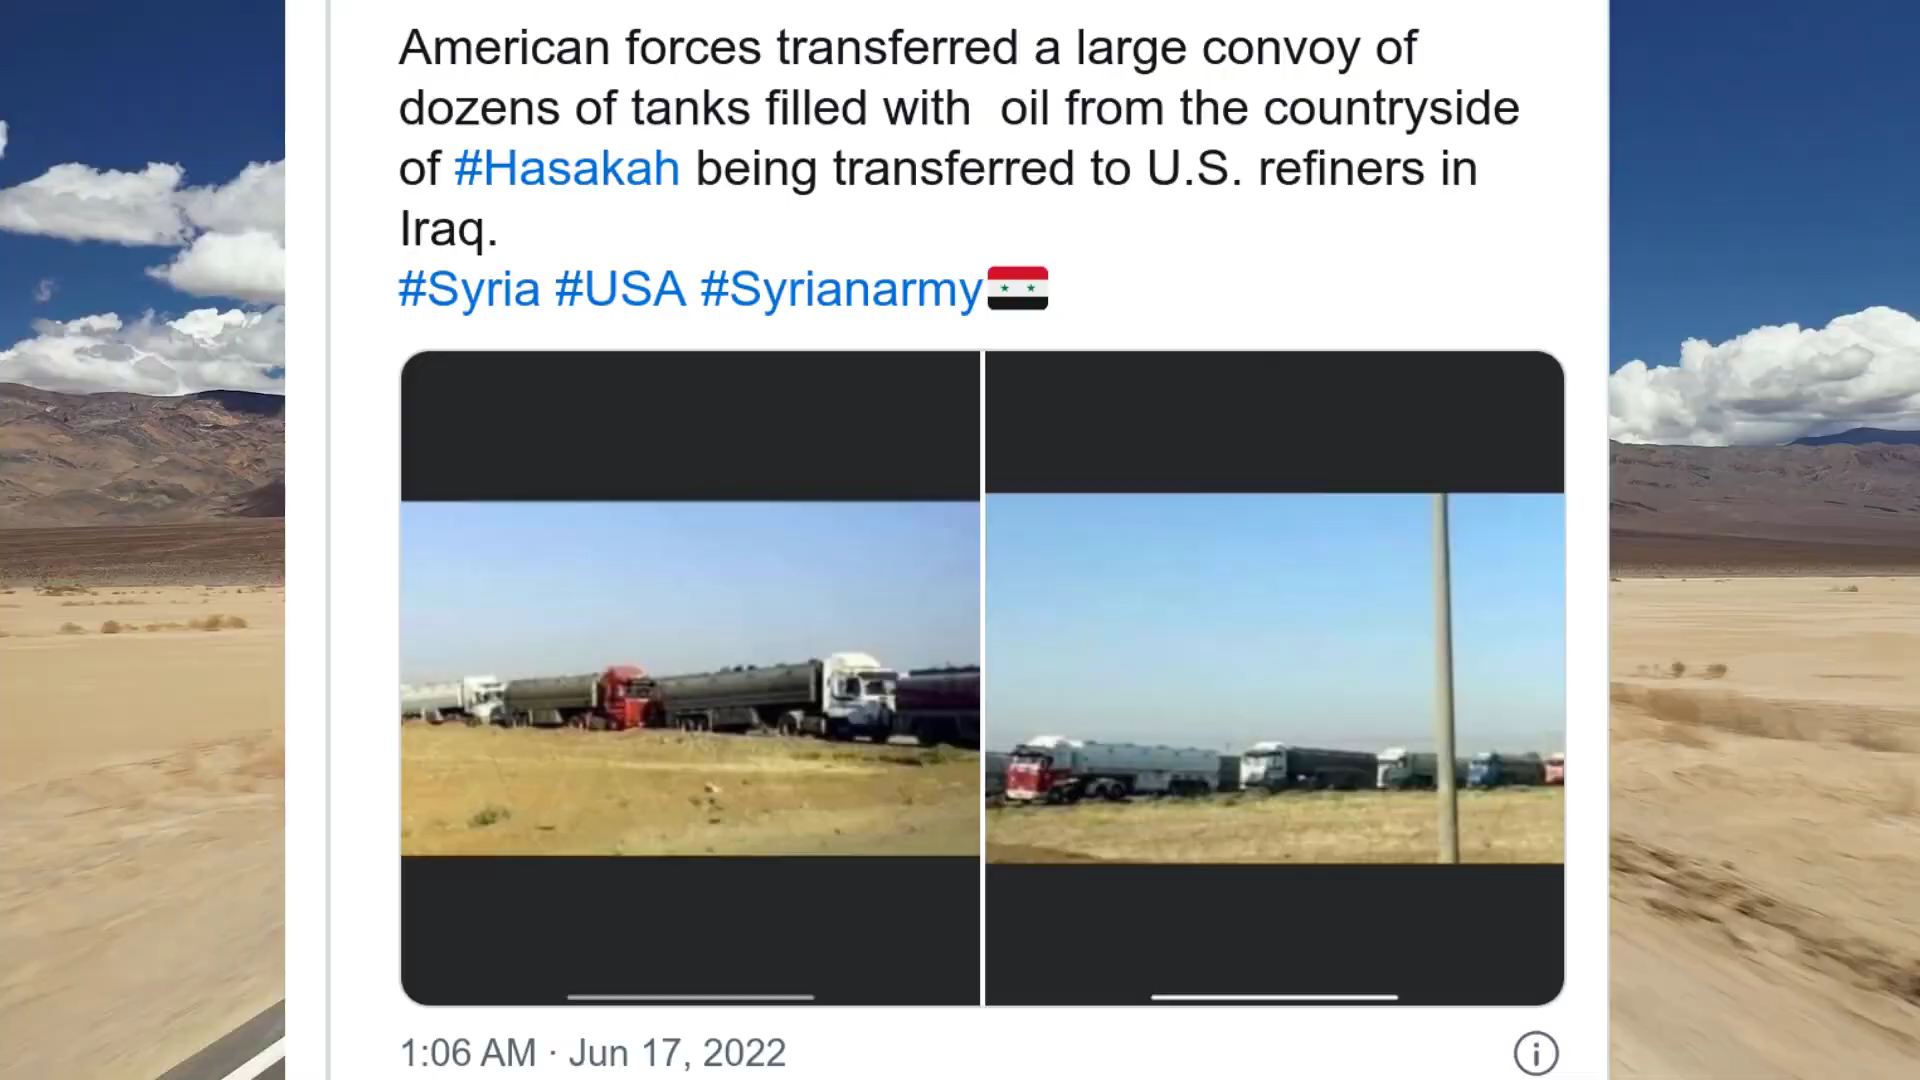 American forces transferred a large convoy of
dozens of tanks filled with  oil from the countryside
of #Hasakah being transferred to U.S. refiners in
Iraq.
#Syria #USA #Syrianarmy🇸🇾
1:06 AM · Jun 17, 2022